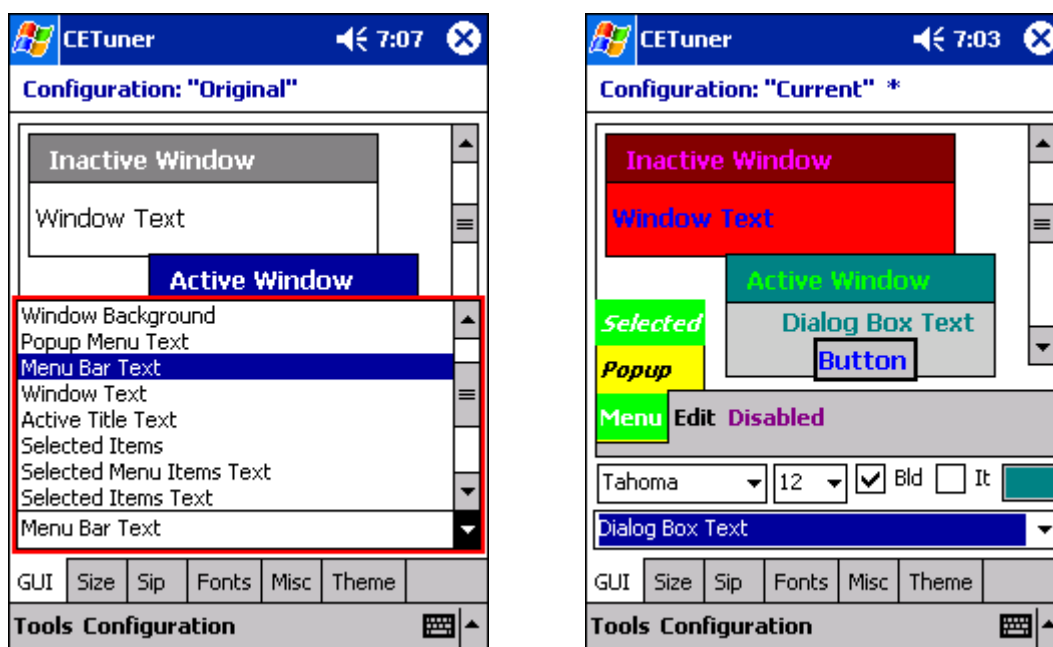 CETuner 7:07
Configuration: "Original"
Inactive Window
Window Text
Active Window
Window Background
Popup Menu Text
Menu Bar Text
Window Text
Active Title Text
Selected Items
Selected Menu Items Text
Selected Items Text
Menu Bar Text
GUI Size Sip Fonts Misc Theme
Tools Configuration
CETuner 7:03
Configuration: "Current" *
Inactive Window
Window Text
Active Window
Selected Dialog Box Text
Button
Popup
Menu Edit Disabled
Tahoma 12 Bld It
Dialog Box Text
GUI Size Sip Fonts Misc Theme
Tools Configuration